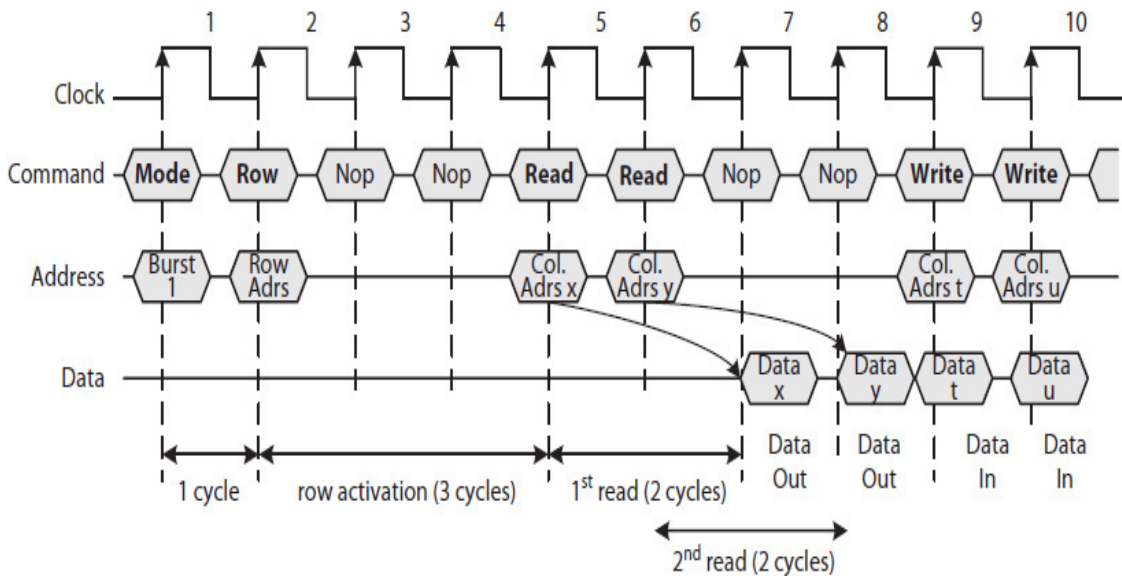 1 2 3 4 5 6 7 8 9 10
Clock
Command Mode Row Nop Nop Read Read Nop Nop Write Write
Address Burst 1 Row Adrs Col. Adrs x Col. Adrs y Col. Adrs t Col. Adrs u
Data Data x Data y Data t Data u
1 cycle row activation (3 cycles) 1st read (2 cycles) Data Out Data Out Data In Data In
2nd read (2 cycles)